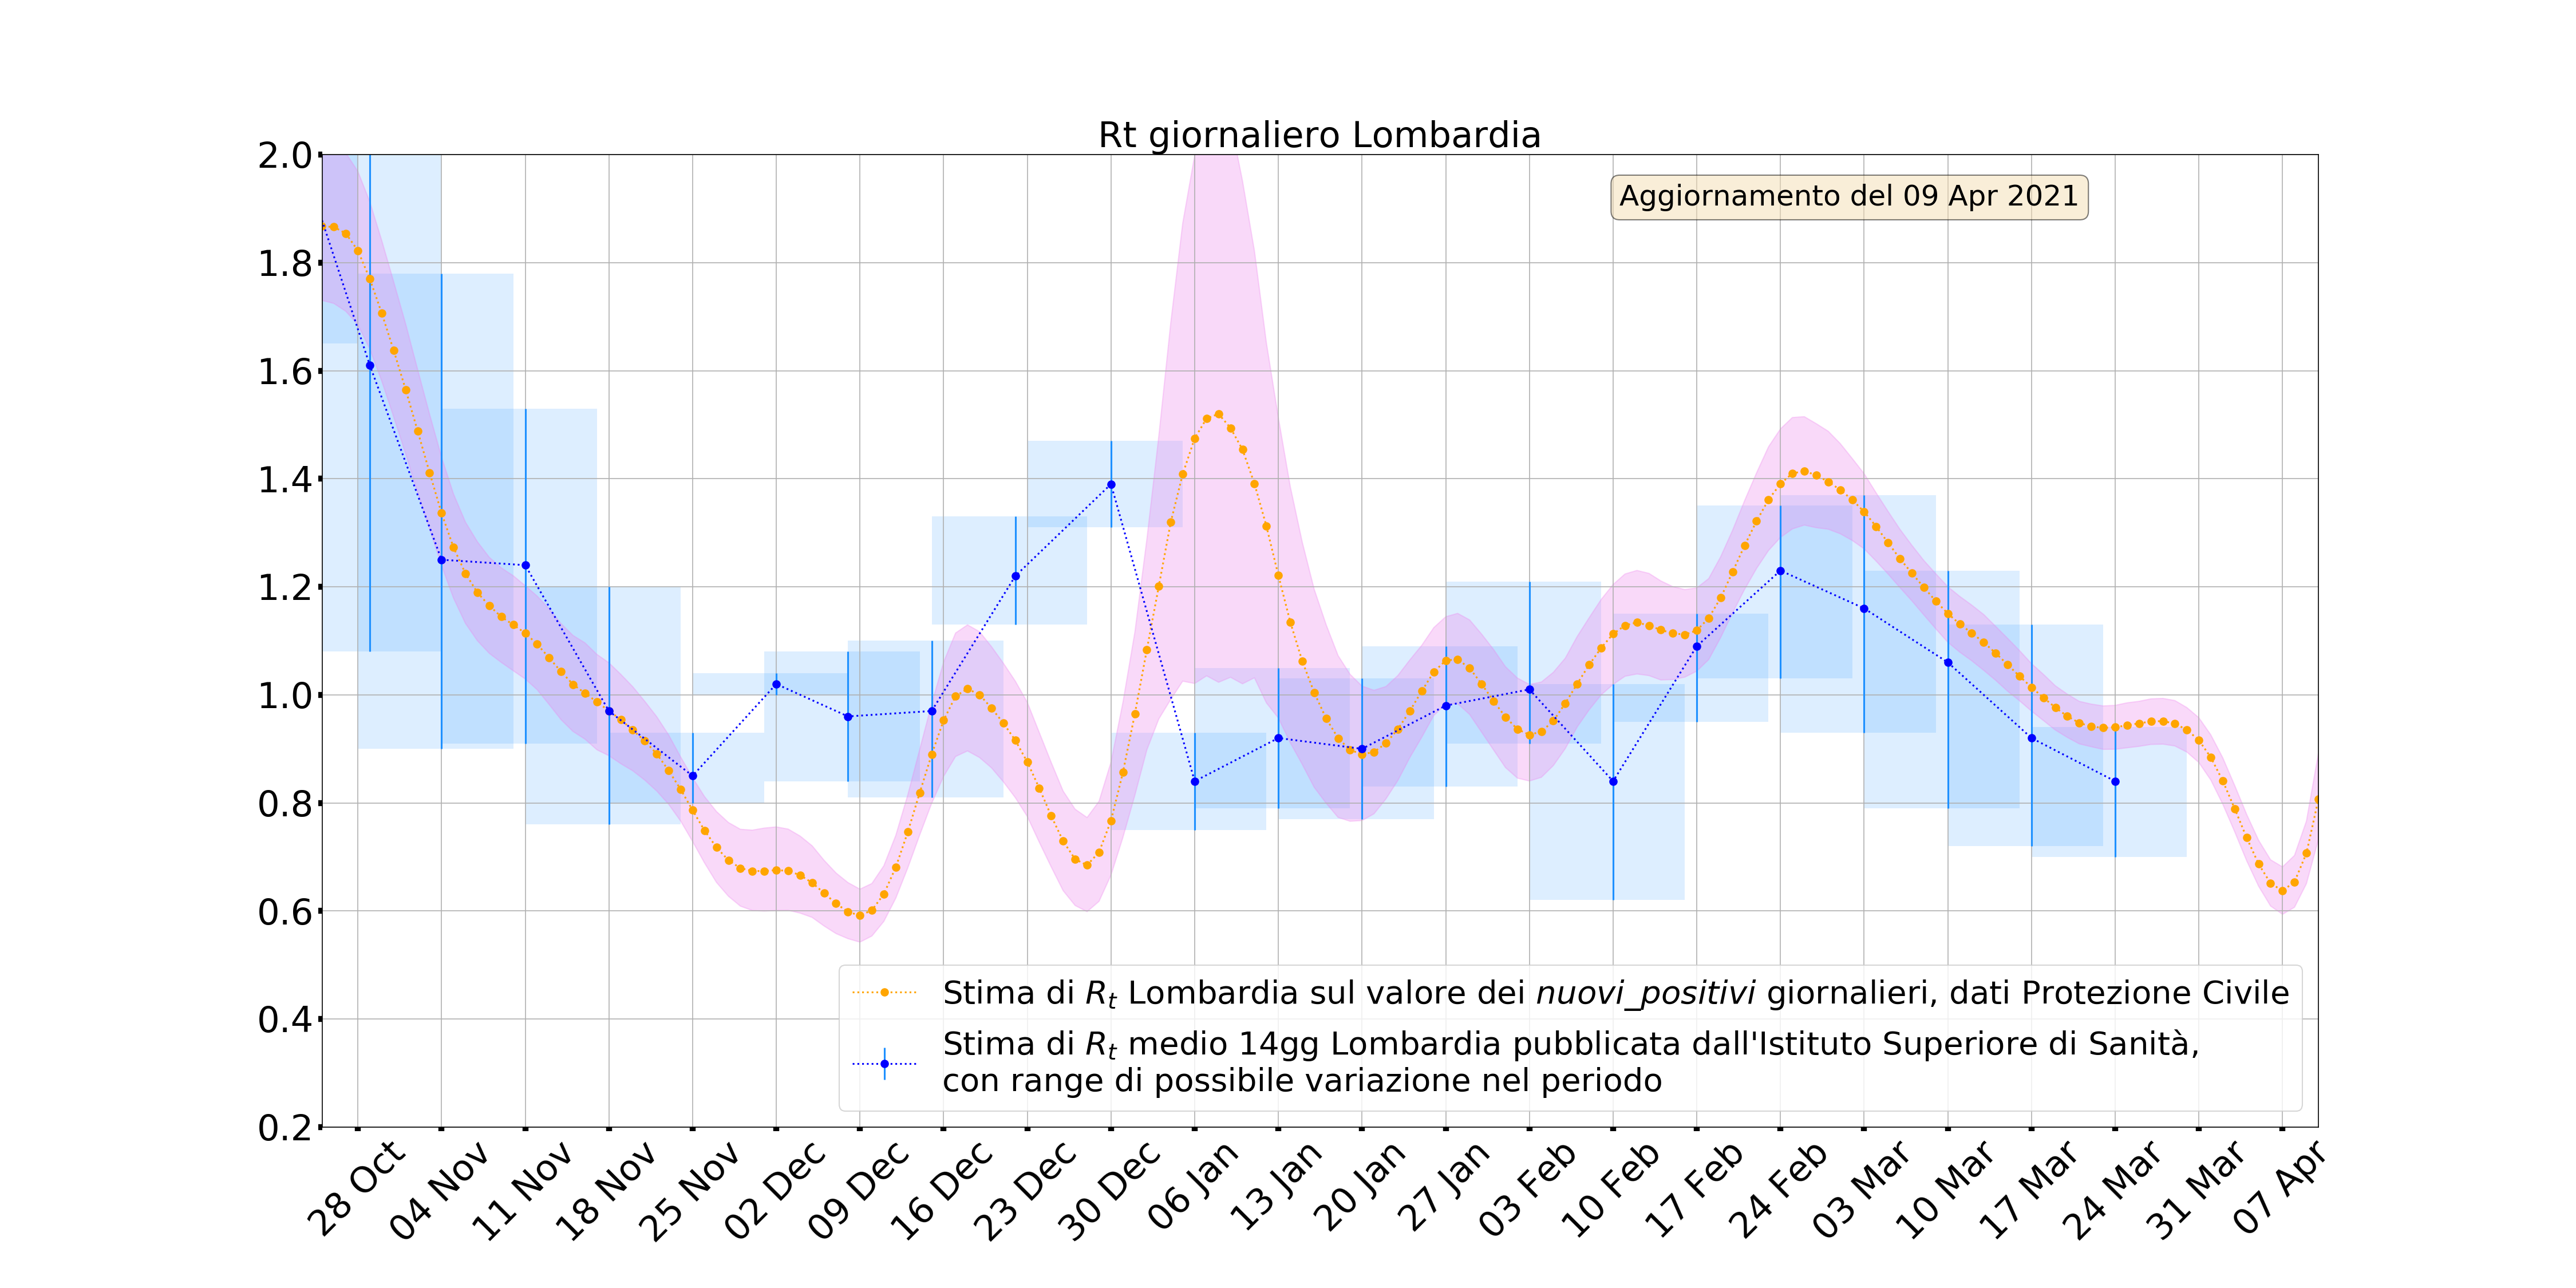 Rt giornaliero Lombardia
Aggiornamento del 09 Apr 2021
2.0
1.8
1.6
1.4
1.2
1.0
0.8
0.6
0.4
0.2
Stima di Rt Lombardia sul valore dei nuovi_positivi giornalieri, dati Protezione Civile
Stima di Rt medio 14gg Lombardia pubblicata dall'Istituto Superiore di Sanità,
con range di possibile variazione nel periodo
28 Oct
04 Nov
11 Nov
18 Nov
25 Nov
02 Dec
09 Dec
16 Dec
23 Dec
30 Dec
06 Jan
13 Jan
20 Jan
27 Jan
03 Feb
10 Feb
17 Feb
24 Feb
03 Mar
10 Mar
17 Mar
24 Mar
31 Mar
07 Apr